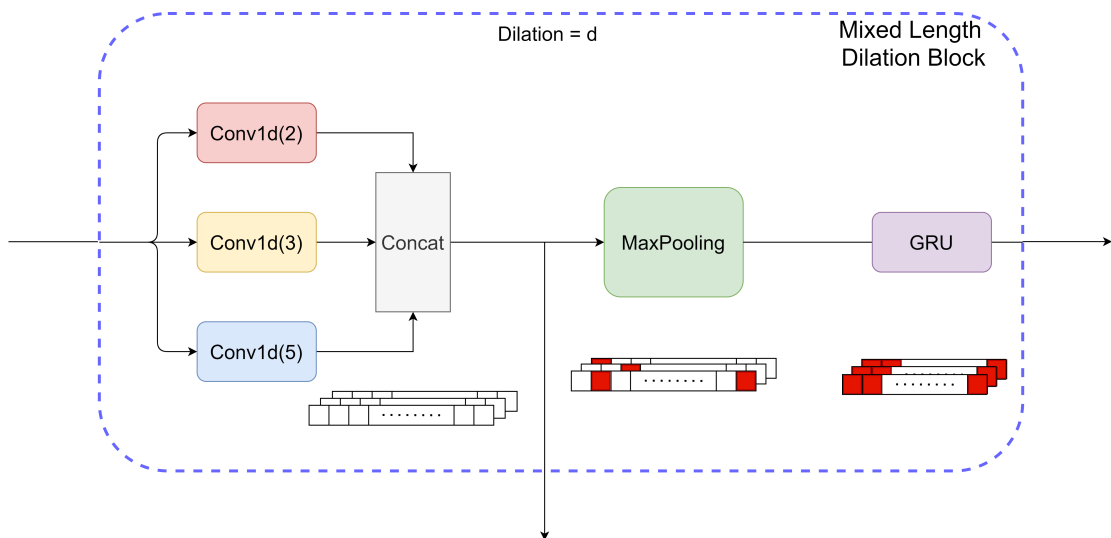 Dilation = d
Mixed Length
Dilation Block
Conv1d(2)
Conv1d(3)
Concat
MaxPooling
GRU
Conv1d(5)